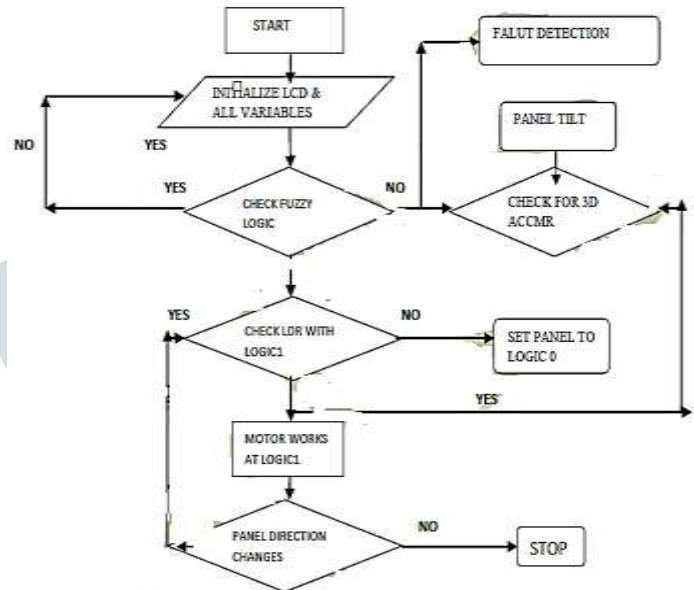 START
FALUT DETECTION
INITIALIZE LCD &
ALL VARIABLES
PANEL TILT
NO
YES
YES
NO
CHECK FUZZY
LOGIC
CHECK FOR 3D
ACCMR
YES
NO
CHECK LDR WITH
LOGIC1
SET PANEL TO
LOGIC 0
YES
MOTOR WORKS
AT LOGIC1
PANEL DIRECTION
CHANGES
NO
STOP